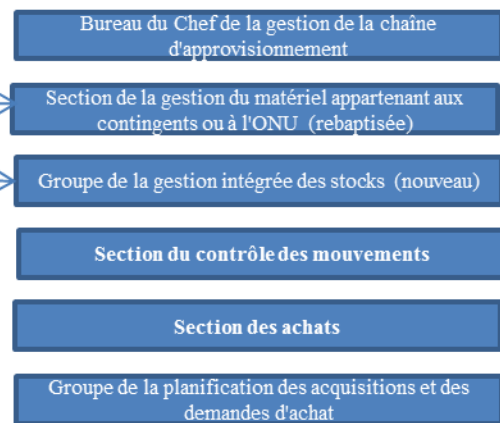 Bureau du Chef de la gestion de la chaîne
d'approvisionnement
Section de la gestion du matériel appartenant aux
contingents ou à l'ONU (rebaptisée)
Groupe de la gestion intégrée des stocks (nouveau)
Section du contrôle des mouvements
Section des achats
Groupe de la planification des acquisitions et des
demandes d'achat